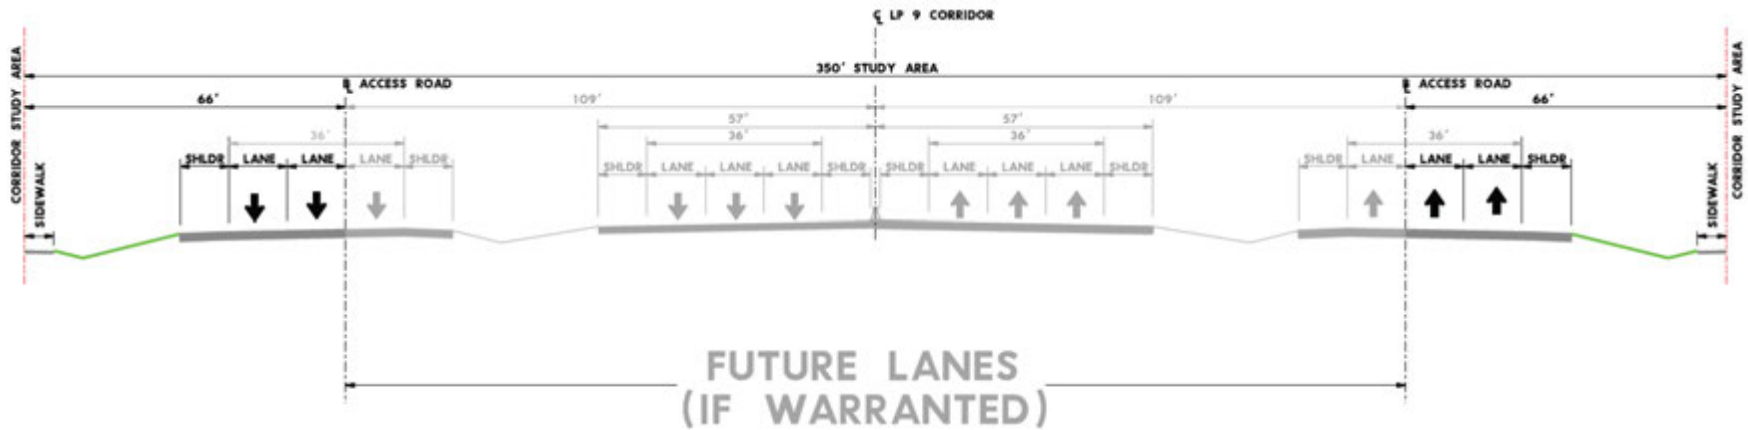 ℄ LP 9 CORRIDOR
350' STUDY AREA
℄ ACCESS ROAD
℄ ACCESS ROAD
66'
109'
109'
66'
57'
57'
36'
36'
36'
36'
SHLDR LANE LANE LANE SHLDR
SHLDR LANE LANE LANE SHLDR
SHLDR LANE LANE LANE SHLDR
SHLDR LANE LANE LANE SHLDR
CORRIDOR STUDY AREA
SIDEWALK
SIDEWALK
CORRIDOR STUDY AREA
FUTURE LANES
(IF WARRANTED)